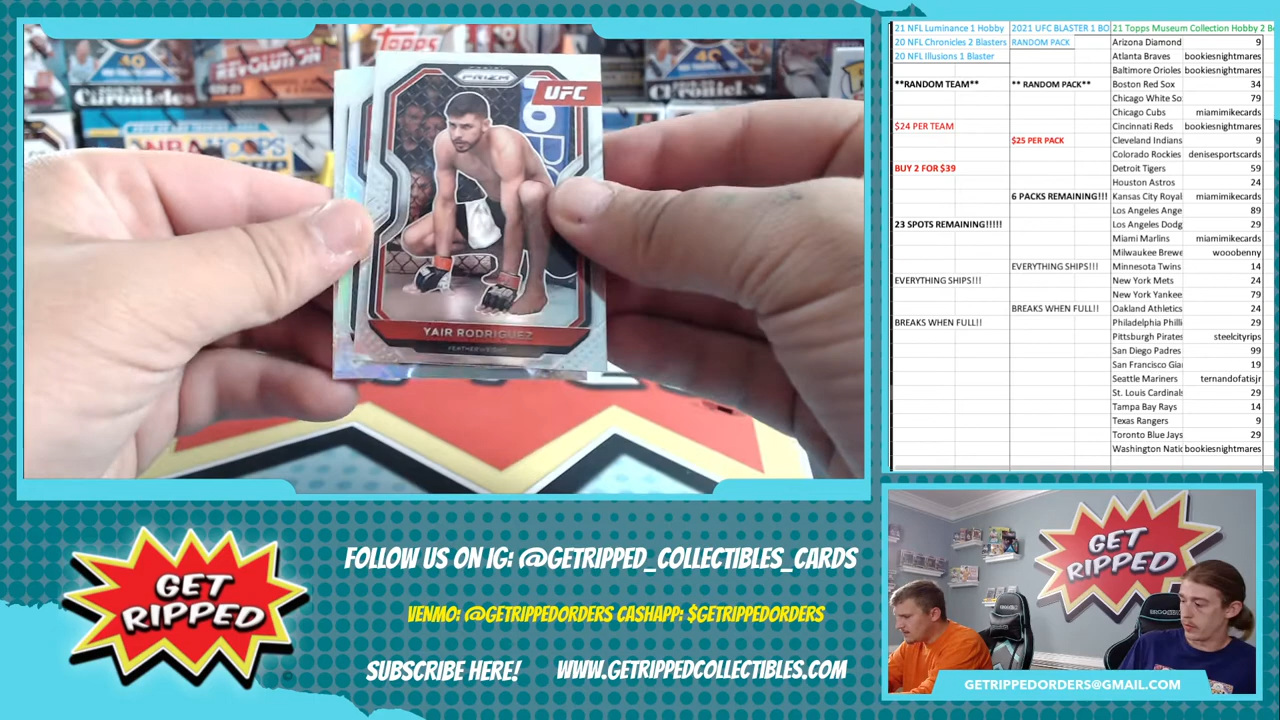 Topps
Chronicles
NBA HOOPS
PRIZM
UFC
YAIR RODRIGUEZ
FEATHERWEIGHT
21 NFL Luminance 1 Hobby 2021 UFC BLASTER 1 BO 21 Topps Museum Collection Hobby 2 B
20 NFL Chronicles 2 Blasters RANDOM PACK Arizona Diamond 9
20 NFL Illusions 1 Blaster Atlanta Braves bookiesnightmares
Baltimore Orioles bookiesnightmares
**RANDOM TEAM** ** RANDOM PACK** Boston Red Sox 34
Chicago White So 79
Chicago Cubs miamimikecards
$24 PER TEAM Cincinnati Reds bookiesnightmares
$25 PER PACK Cleveland Indians 9
Colorado Rockies denisesportscards
BUY 2 FOR $39 Detroit Tigers 59
Houston Astros 24
6 PACKS REMAINING!!! Kansas City Royal miamimikecards
Los Angeles Ange 89
23 SPOTS REMAINING!!!!! Los Angeles Dodg 29
Miami Marlins miamimikecards
Milwaukee Brewe wooobenny
EVERYTHING SHIPS!!! Minnesota Twins 14
EVERYTHING SHIPS!!! New York Mets 24
New York Yankee 79
BREAKS WHEN FULL!! Oakland Athletics 24
BREAKS WHEN FULL!! Philadelphia Philli 29
Pittsburgh Pirates steelcityrips
San Diego Padres 99
San Francisco Gia 19
Seattle Mariners ternandofatisjr
St. Louis Cardinals 29
Tampa Bay Rays 14
Texas Rangers 9
Toronto Blue Jays 29
Washington Natic bookiesnightmares
GET RIPPED
FOLLOW US ON IG: @GETRIPPED_COLLECTIBLES_CARDS
VENMO: @GETRIPPEDORDERS CASHAPP: $GETRIPPEDORDERS
SUBSCRIBE HERE! WWW.GETRIPPEDCOLLECTIBLES.COM
GET
RIPPED
GETRIPPEDORDERS@GMAIL.COM